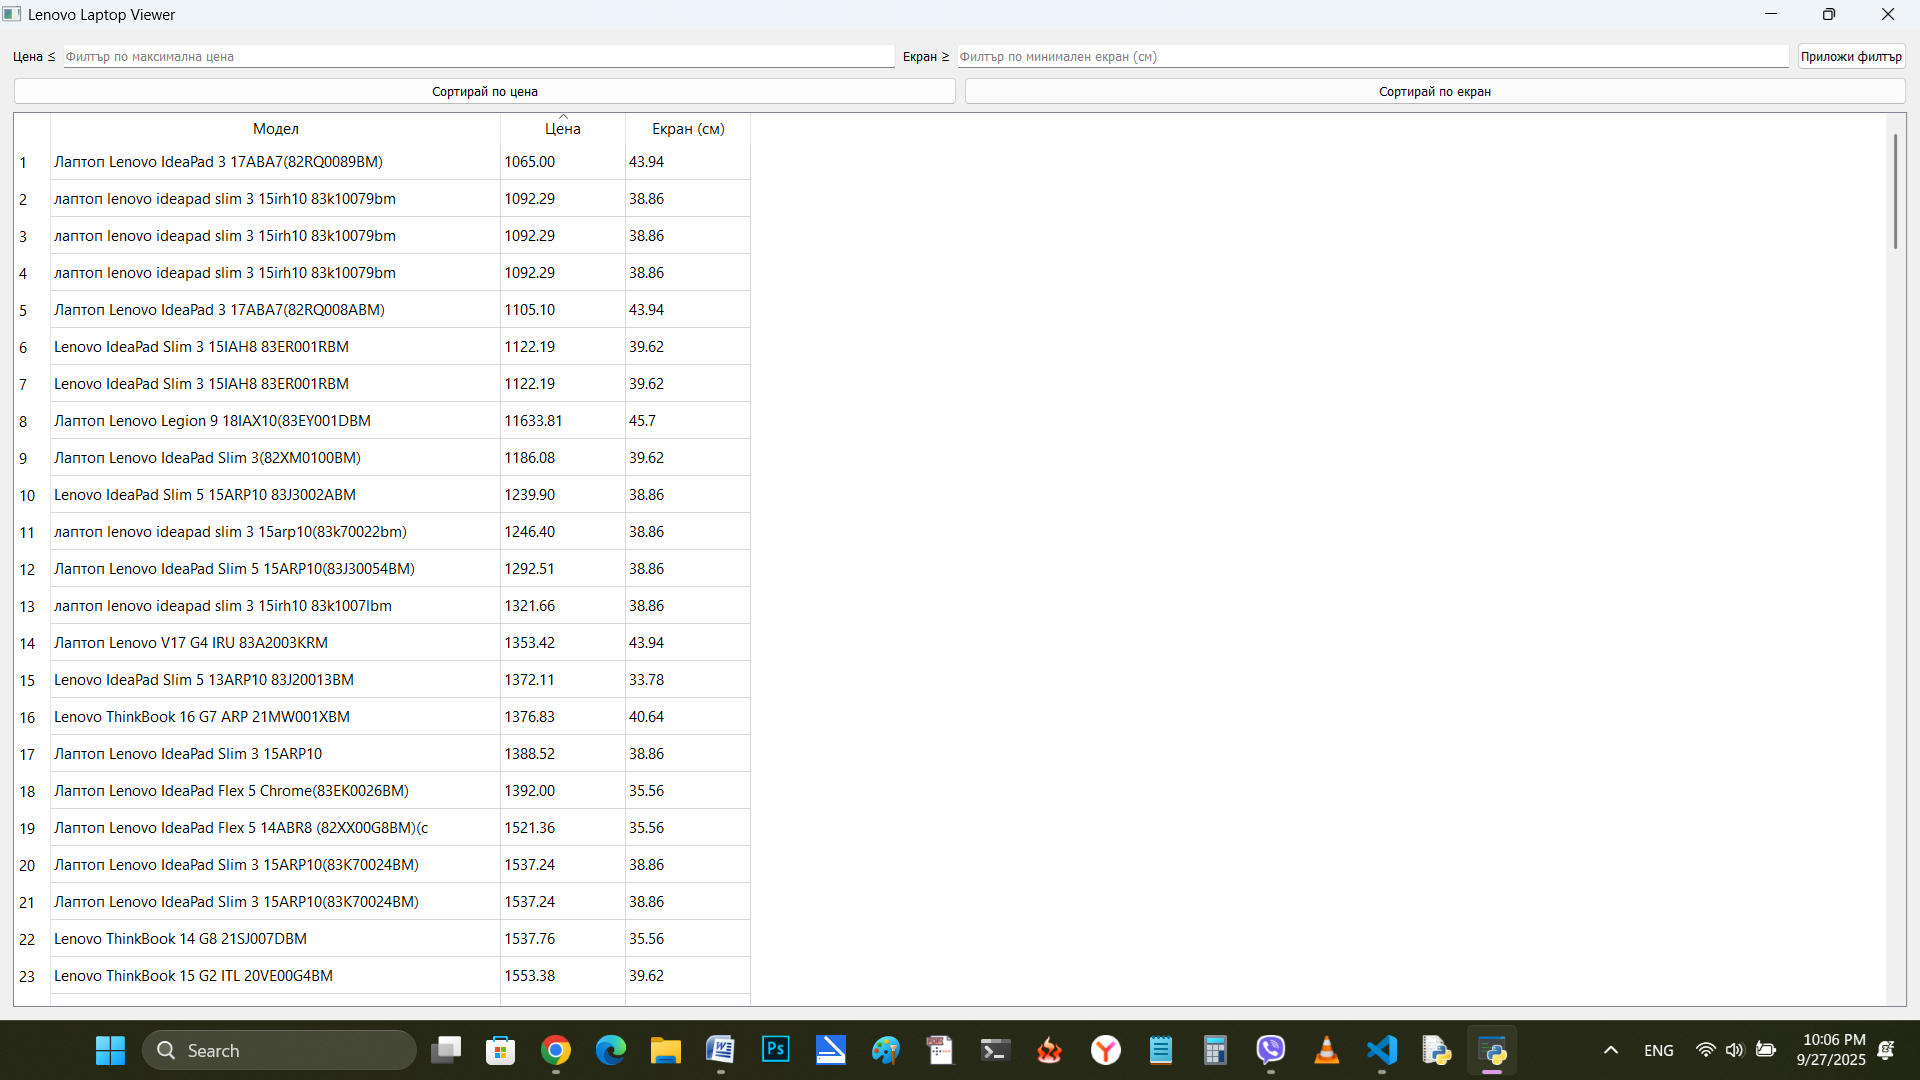 Lenovo Laptop Viewer
Цена ≤ Филтър по максимална цена Екран ≥ Филтър по минимален екран (см) Приложи филтър
Сортирай по цена Сортирай по екран
Модел Цена Екран (см)
1 Лаптоп Lenovo IdeaPad 3 17ABA7(82RQ0089BM) 1065.00 43.94
2 лаптоп lenovo ideapad slim 3 15irh10 83k10079bm 1092.29 38.86
3 лаптоп lenovo ideapad slim 3 15irh10 83k10079bm 1092.29 38.86
4 лаптоп lenovo ideapad slim 3 15irh10 83k10079bm 1092.29 38.86
5 Лаптоп Lenovo IdeaPad 3 17ABA7(82RQ008ABM) 1105.10 43.94
6 Lenovo IdeaPad Slim 3 15IAH8 83ER001RBM 1122.19 39.62
7 Lenovo IdeaPad Slim 3 15IAH8 83ER001RBM 1122.19 39.62
8 Лаптоп Lenovo Legion 9 18IAX10(83EY001DBM 11633.81 45.7
9 Лаптоп Lenovo IdeaPad Slim 3(82XM0100BM) 1186.08 39.62
10 Lenovo IdeaPad Slim 5 15ARP10 83J3002ABM 1239.90 38.86
11 лаптоп lenovo ideapad slim 3 15arp10(83k70022bm) 1246.40 38.86
12 Лаптоп Lenovo IdeaPad Slim 5 15ARP10(83J30054BM) 1292.51 38.86
13 лаптоп lenovo ideapad slim 3 15irh10 83k1007lbm 1321.66 38.86
14 Лаптоп Lenovo V17 G4 IRU 83A2003KRM 1353.42 43.94
15 Lenovo IdeaPad Slim 5 13ARP10 83J20013BM 1372.11 33.78
16 Lenovo ThinkBook 16 G7 ARP 21MW001XBM 1376.83 40.64
17 Лаптоп Lenovo IdeaPad Slim 3 15ARP10 1388.52 38.86
18 Лаптоп Lenovo IdeaPad Flex 5 Chrome(83EK0026BM) 1392.00 35.56
19 Лаптоп Lenovo IdeaPad Flex 5 14ABR8 (82XX00G8BM)(с 1521.36 35.56
20 Лаптоп Lenovo IdeaPad Slim 3 15ARP10(83K70024BM) 1537.24 38.86
21 Лаптоп Lenovo IdeaPad Slim 3 15ARP10(83K70024BM) 1537.24 38.86
22 Lenovo ThinkBook 14 G8 21SJ007DBM 1537.76 35.56
23 Lenovo ThinkBook 15 G2 ITL 20VE00G4BM 1553.38 39.62
Search Ps ENG 10:06 PM
9/27/2025